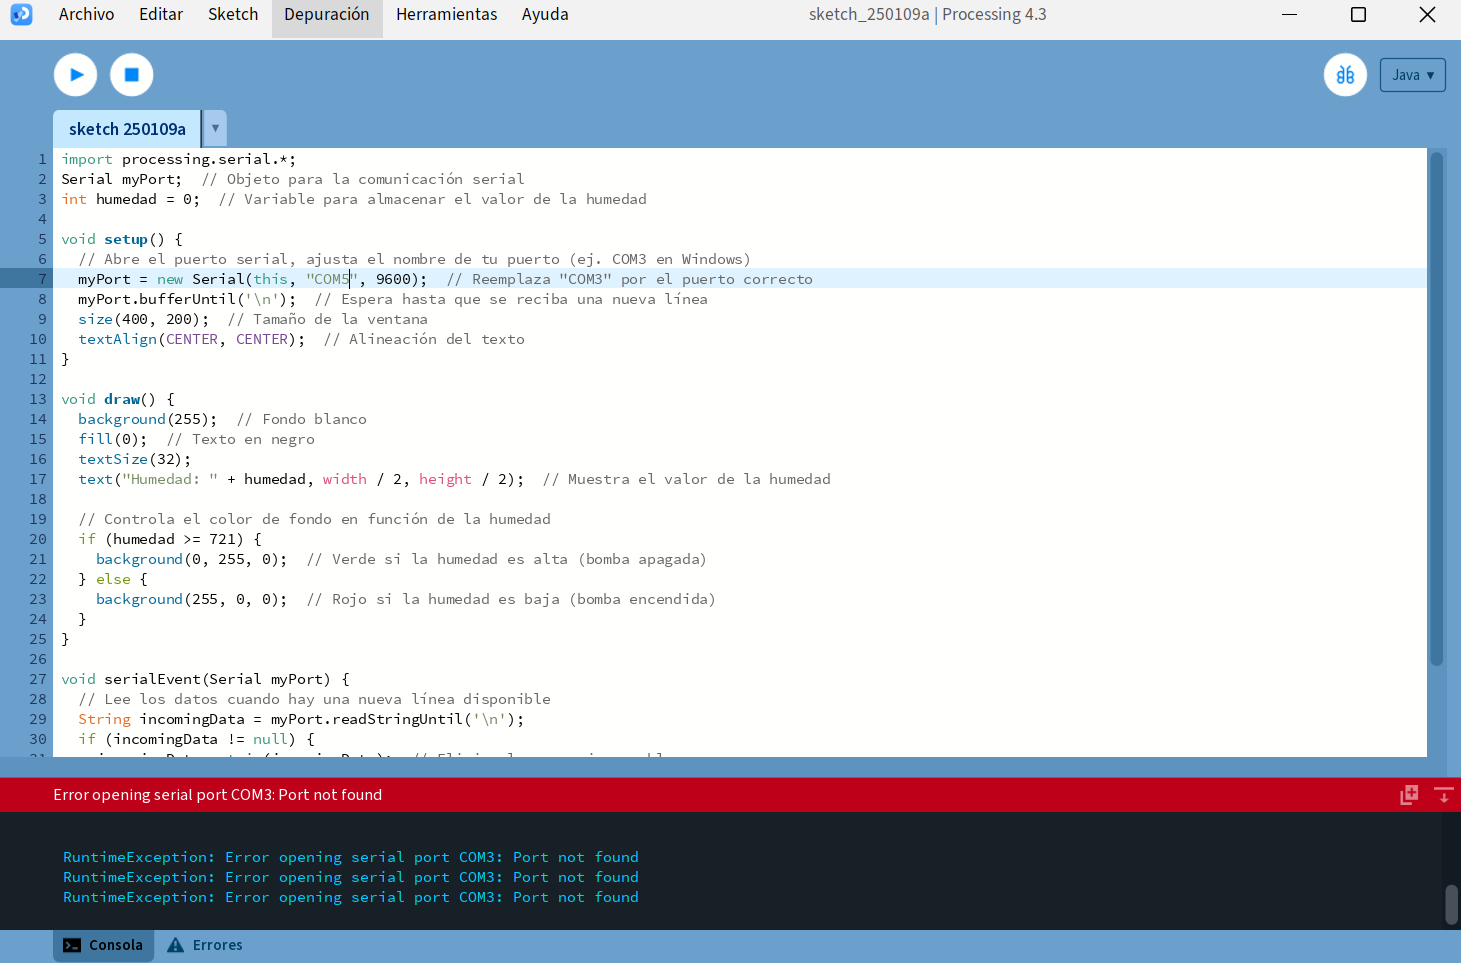 Archivo Editar Sketch Depuración Herramientas Ayuda sketch_250109a | Processing 4.3
Java ▾
sketch 250109a ▾
1 import processing.serial.*;
2 Serial myPort;  // Objeto para la comunicación serial
3 int humedad = 0;  // Variable para almacenar el valor de la humedad
4
5 void setup() {
6   // Abre el puerto serial, ajusta el nombre de tu puerto (ej. COM3 en Windows)
7   myPort = new Serial(this, "COM5", 9600);  // Reemplaza "COM3" por el puerto correcto
8   myPort.bufferUntil('\n');  // Espera hasta que se reciba una nueva línea
9   size(400, 200);  // Tamaño de la ventana
10   textAlign(CENTER, CENTER);  // Alineación del texto
11 }
12
13 void draw() {
14   background(255);  // Fondo blanco
15   fill(0);  // Texto en negro
16   textSize(32);
17   text("Humedad: " + humedad, width / 2, height / 2);  // Muestra el valor de la humedad
18
19   // Controla el color de fondo en función de la humedad
20   if (humedad >= 721) {
21     background(0, 255, 0);  // Verde si la humedad es alta (bomba apagada)
22   } else {
23     background(255, 0, 0);  // Rojo si la humedad es baja (bomba encendida)
24   }
25 }
26
27 void serialEvent(Serial myPort) {
28   // Lee los datos cuando hay una nueva línea disponible
29   String incomingData = myPort.readStringUntil('\n');
30   if (incomingData != null) {
Error opening serial port COM3: Port not found
RuntimeException: Error opening serial port COM3: Port not found
RuntimeException: Error opening serial port COM3: Port not found
RuntimeException: Error opening serial port COM3: Port not found
Consola Errores